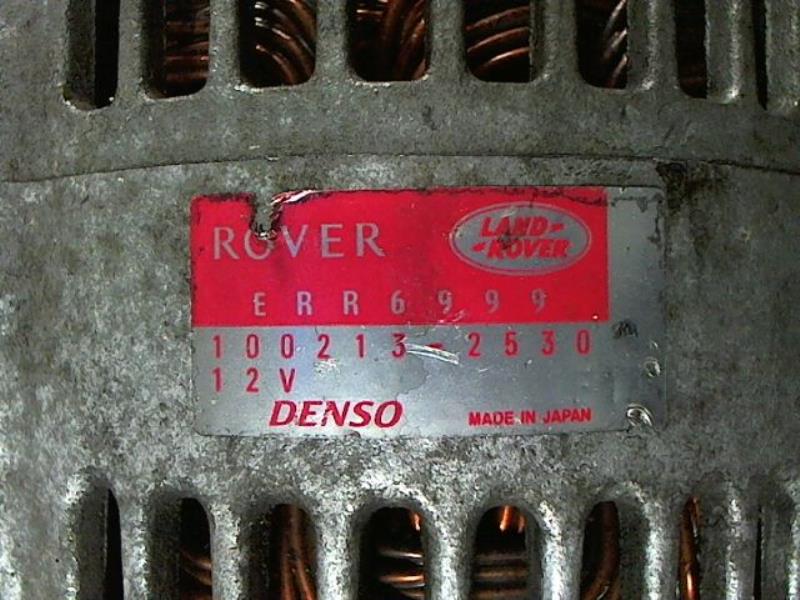 ROVER
LAND-
-ROVER
ERR6999
100213-2530
12V
DENSO MADE IN JAPAN